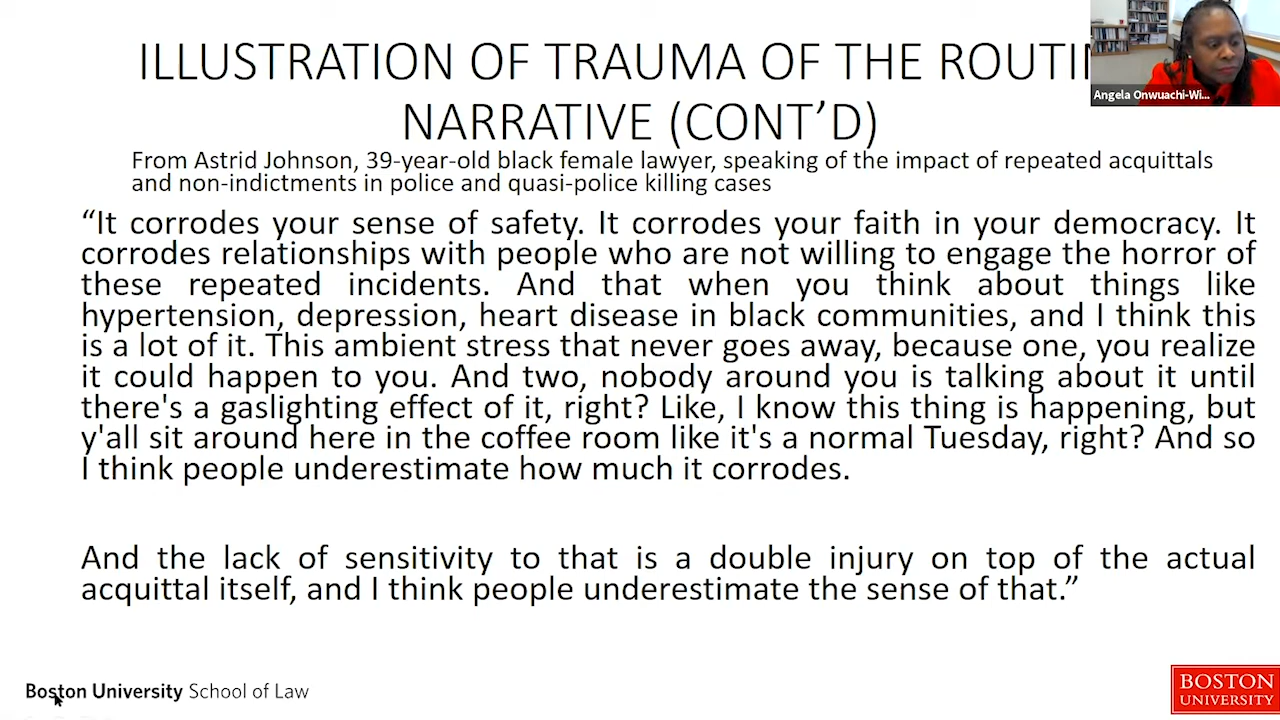 ILLUSTRATION OF TRAUMA OF THE ROUTIN
NARRATIVE (CONT’D)
Angela Onwuachi-Wi...
From Astrid Johnson, 39-year-old black female lawyer, speaking of the impact of repeated acquittals
and non-indictments in police and quasi-police killing cases
“It corrodes your sense of safety. It corrodes your faith in your democracy. It
corrodes relationships with people who are not willing to engage the horror of
these repeated incidents. And that when you think about things like
hypertension, depression, heart disease in black communities, and I think this
is a lot of it. This ambient stress that never goes away, because one, you realize
it could happen to you. And two, nobody around you is talking about it until
there's a gaslighting effect of it, right? Like, I know this thing is happening, but
y'all sit around here in the coffee room like it's a normal Tuesday, right? And so
I think people underestimate how much it corrodes.
And the lack of sensitivity to that is a double injury on top of the actual
acquittal itself, and I think people underestimate the sense of that.”
Boston University School of Law
BOSTON
UNIVERSITY